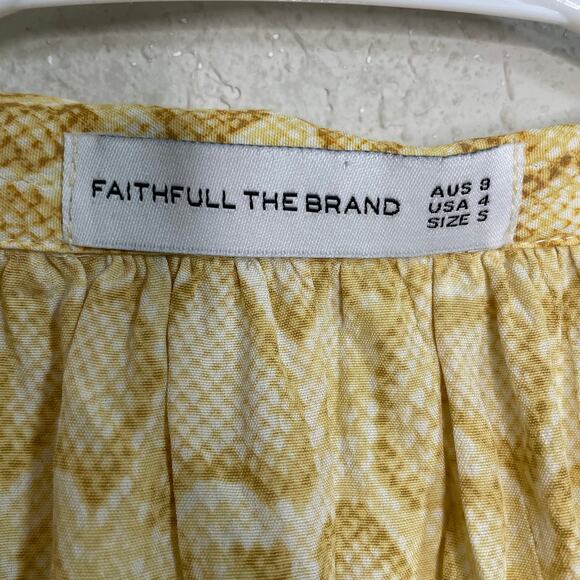 FAITHFULL THE BRAND
AUS 8
USA 4
SIZE S